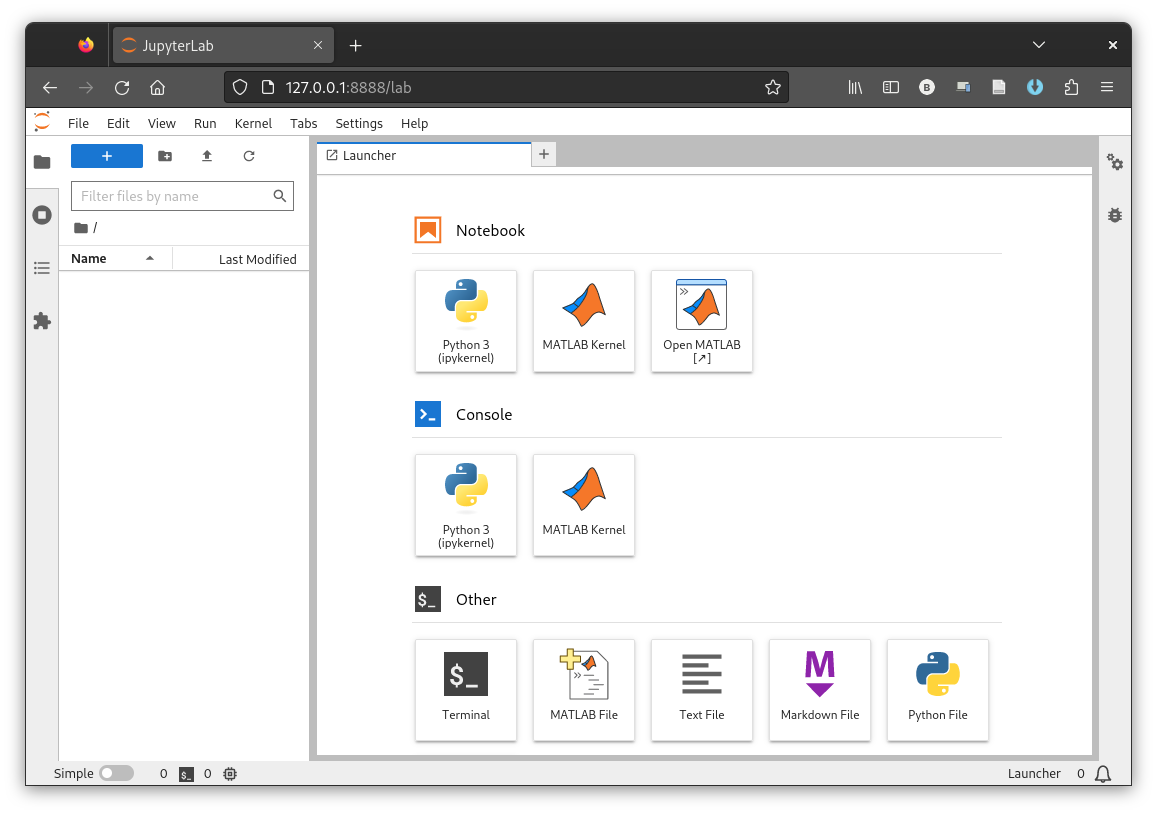 JupyterLab
127.0.0.1:8888/lab
File Edit View Run Kernel Tabs Settings Help
Launcher
Filter files by name
/
Name Last Modified
Notebook
Python 3
(ipykernel)
MATLAB Kernel
Open MATLAB
[↗]
Console
Python 3
(ipykernel)
MATLAB Kernel
$_ Other
$_
Terminal
MATLAB File
Text File
M
Markdown File
Python File
Simple 0 $_ 0 Launcher 0